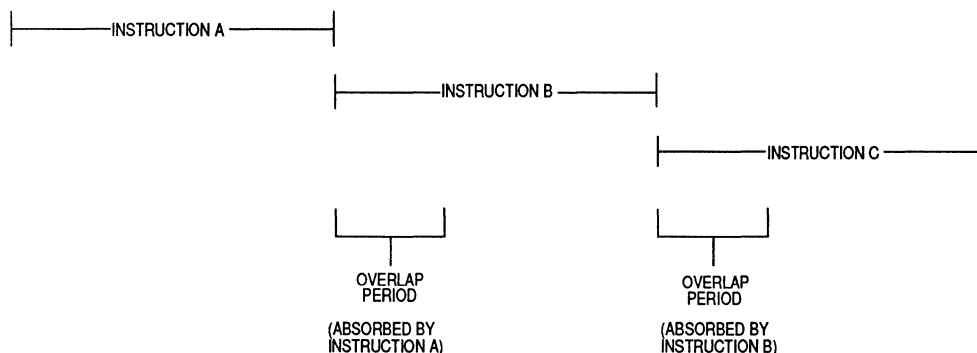 INSTRUCTION A
INSTRUCTION B
INSTRUCTION C
OVERLAP
PERIOD
(ABSORBED BY
INSTRUCTION A)
OVERLAP
PERIOD
(ABSORBED BY
INSTRUCTION B)